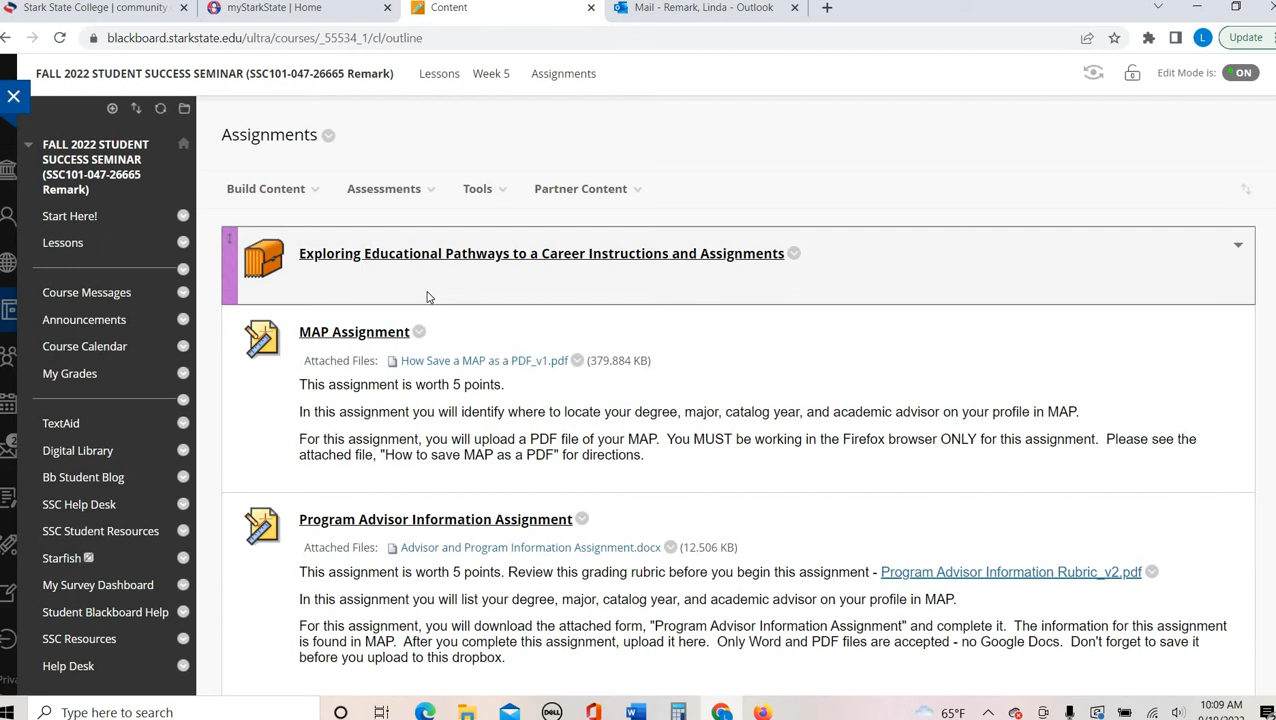 Stark State College | community
myStarkState | Home
Content
Mail - Remark, Linda - Outlook
blackboard.starkstate.edu/ultra/courses/_55534_1/cl/outline
L
Update
FALL 2022 STUDENT SUCCESS SEMINAR (SSC101-047-26665 Remark)
Lessons
Week 5
Assignments
Edit Mode is:
ON
FALL 2022 STUDENT
SUCCESS SEMINAR
(SSC101-047-26665
Remark)
Start Here!
Lessons
Course Messages
Announcements
Course Calendar
My Grades
TextAid
Digital Library
Bb Student Blog
SSC Help Desk
SSC Student Resources
Starfish
My Survey Dashboard
Student Blackboard Help
SSC Resources
Help Desk
Assignments
Build Content
Assessments
Tools
Partner Content
Exploring Educational Pathways to a Career Instructions and Assignments
MAP Assignment
Attached Files: How Save a MAP as a PDF_v1.pdf (379.884 KB)
This assignment is worth 5 points.
In this assignment you will identify where to locate your degree, major, catalog year, and academic advisor on your profile in MAP.
For this assignment, you will upload a PDF file of your MAP. You MUST be working in the Firefox browser ONLY for this assignment. Please see the
attached file, "How to save MAP as a PDF" for directions.
Program Advisor Information Assignment
Attached Files: Advisor and Program Information Assignment.docx (12.506 KB)
This assignment is worth 5 points. Review this grading rubric before you begin this assignment - Program Advisor Information Rubric_v2.pdf
In this assignment you will list your degree, major, catalog year, and academic advisor on your profile in MAP.
For this assignment, you will download the attached form, "Program Advisor Information Assignment" and complete it. The information for this assignment
is found in MAP. After you complete this assignment, upload it here. Only Word and PDF files are accepted - no Google Docs. Don't forget to save it
before you upload to this dropbox.
Priva
Type here to search
DELL
65°F
10:09 AM